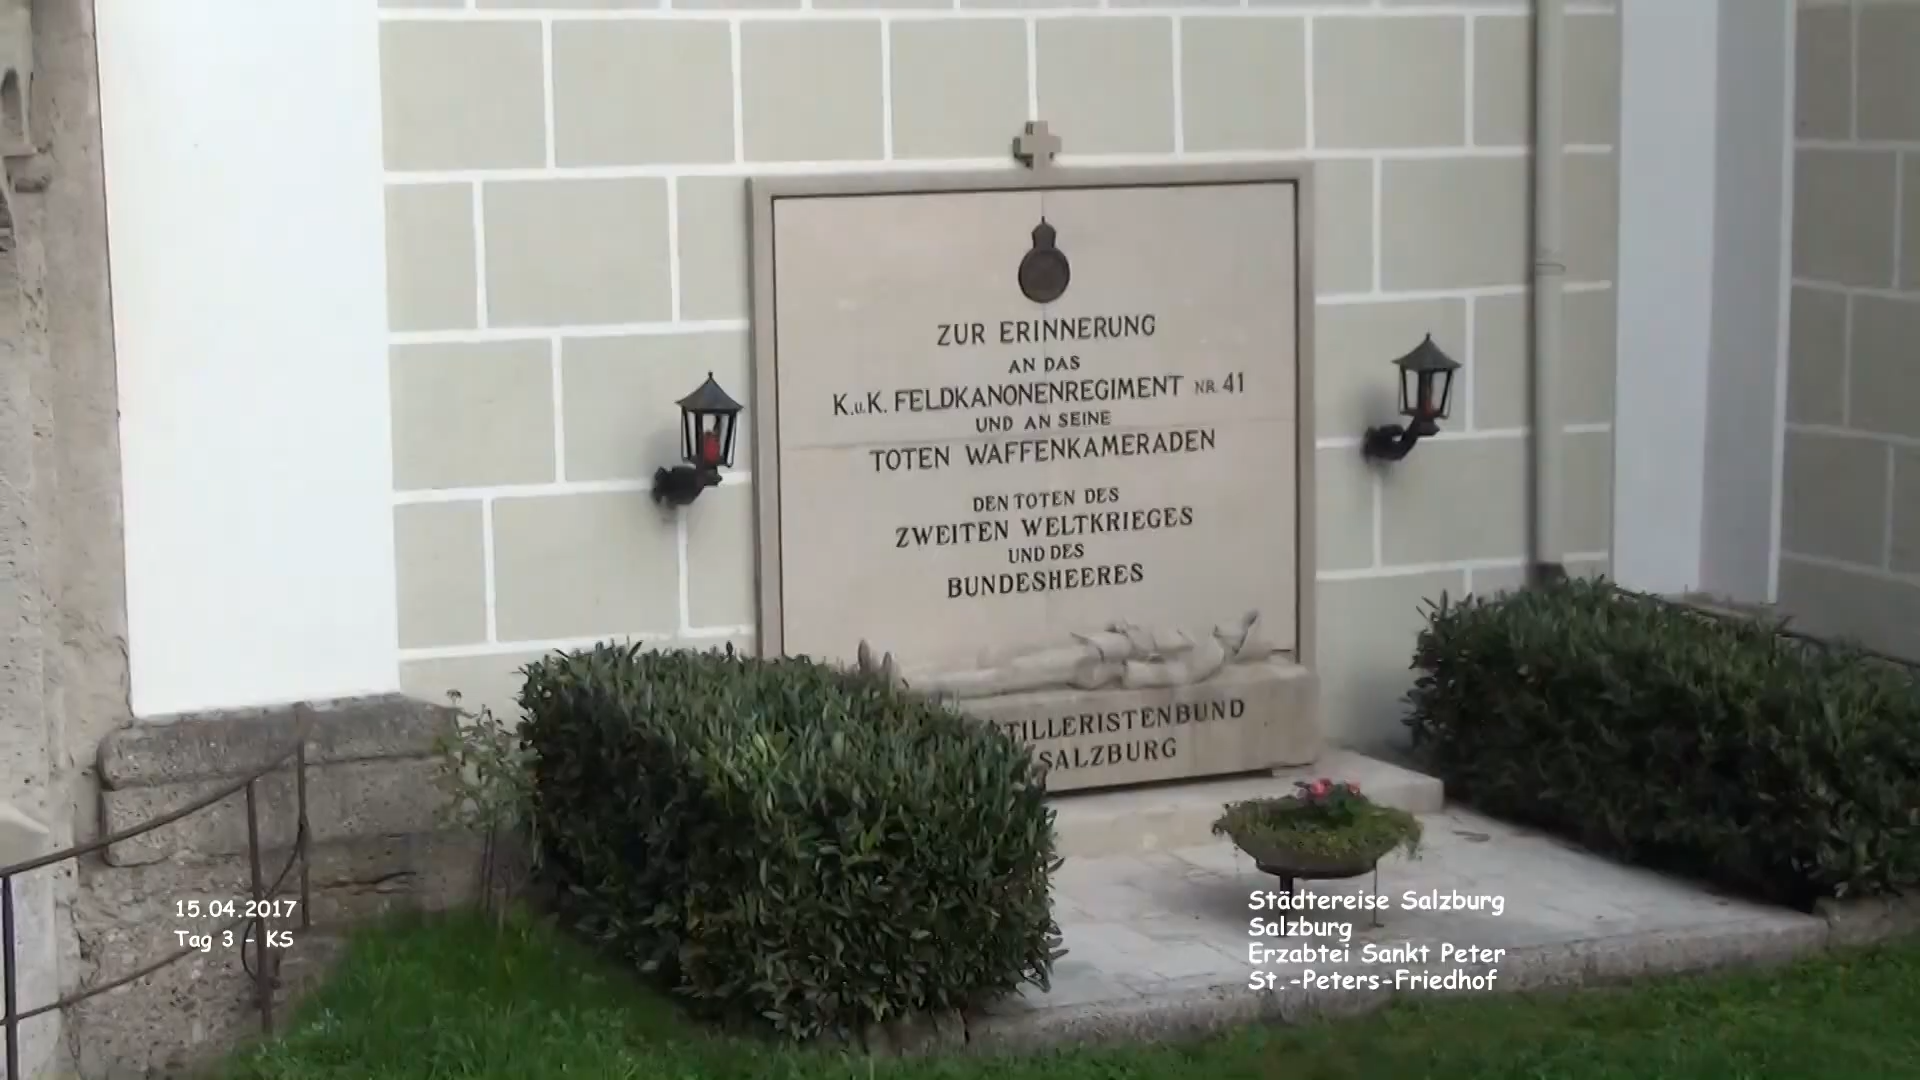 ZUR ERINNERUNG
AN DAS
K.u.K. FELDKANONENREGIMENT NR. 41
UND AN SEINE
TOTEN WAFFENKAMERADEN
DEN TOTEN DES
ZWEITEN WELTKRIEGES
UND DES
BUNDESHEERES
TILLERISTENBUND
SALZBURG
15.04.2017
Tag 3 - KS
Städtereise Salzburg
Salzburg
Erzabtei Sankt Peter
St.-Peters-Friedhof